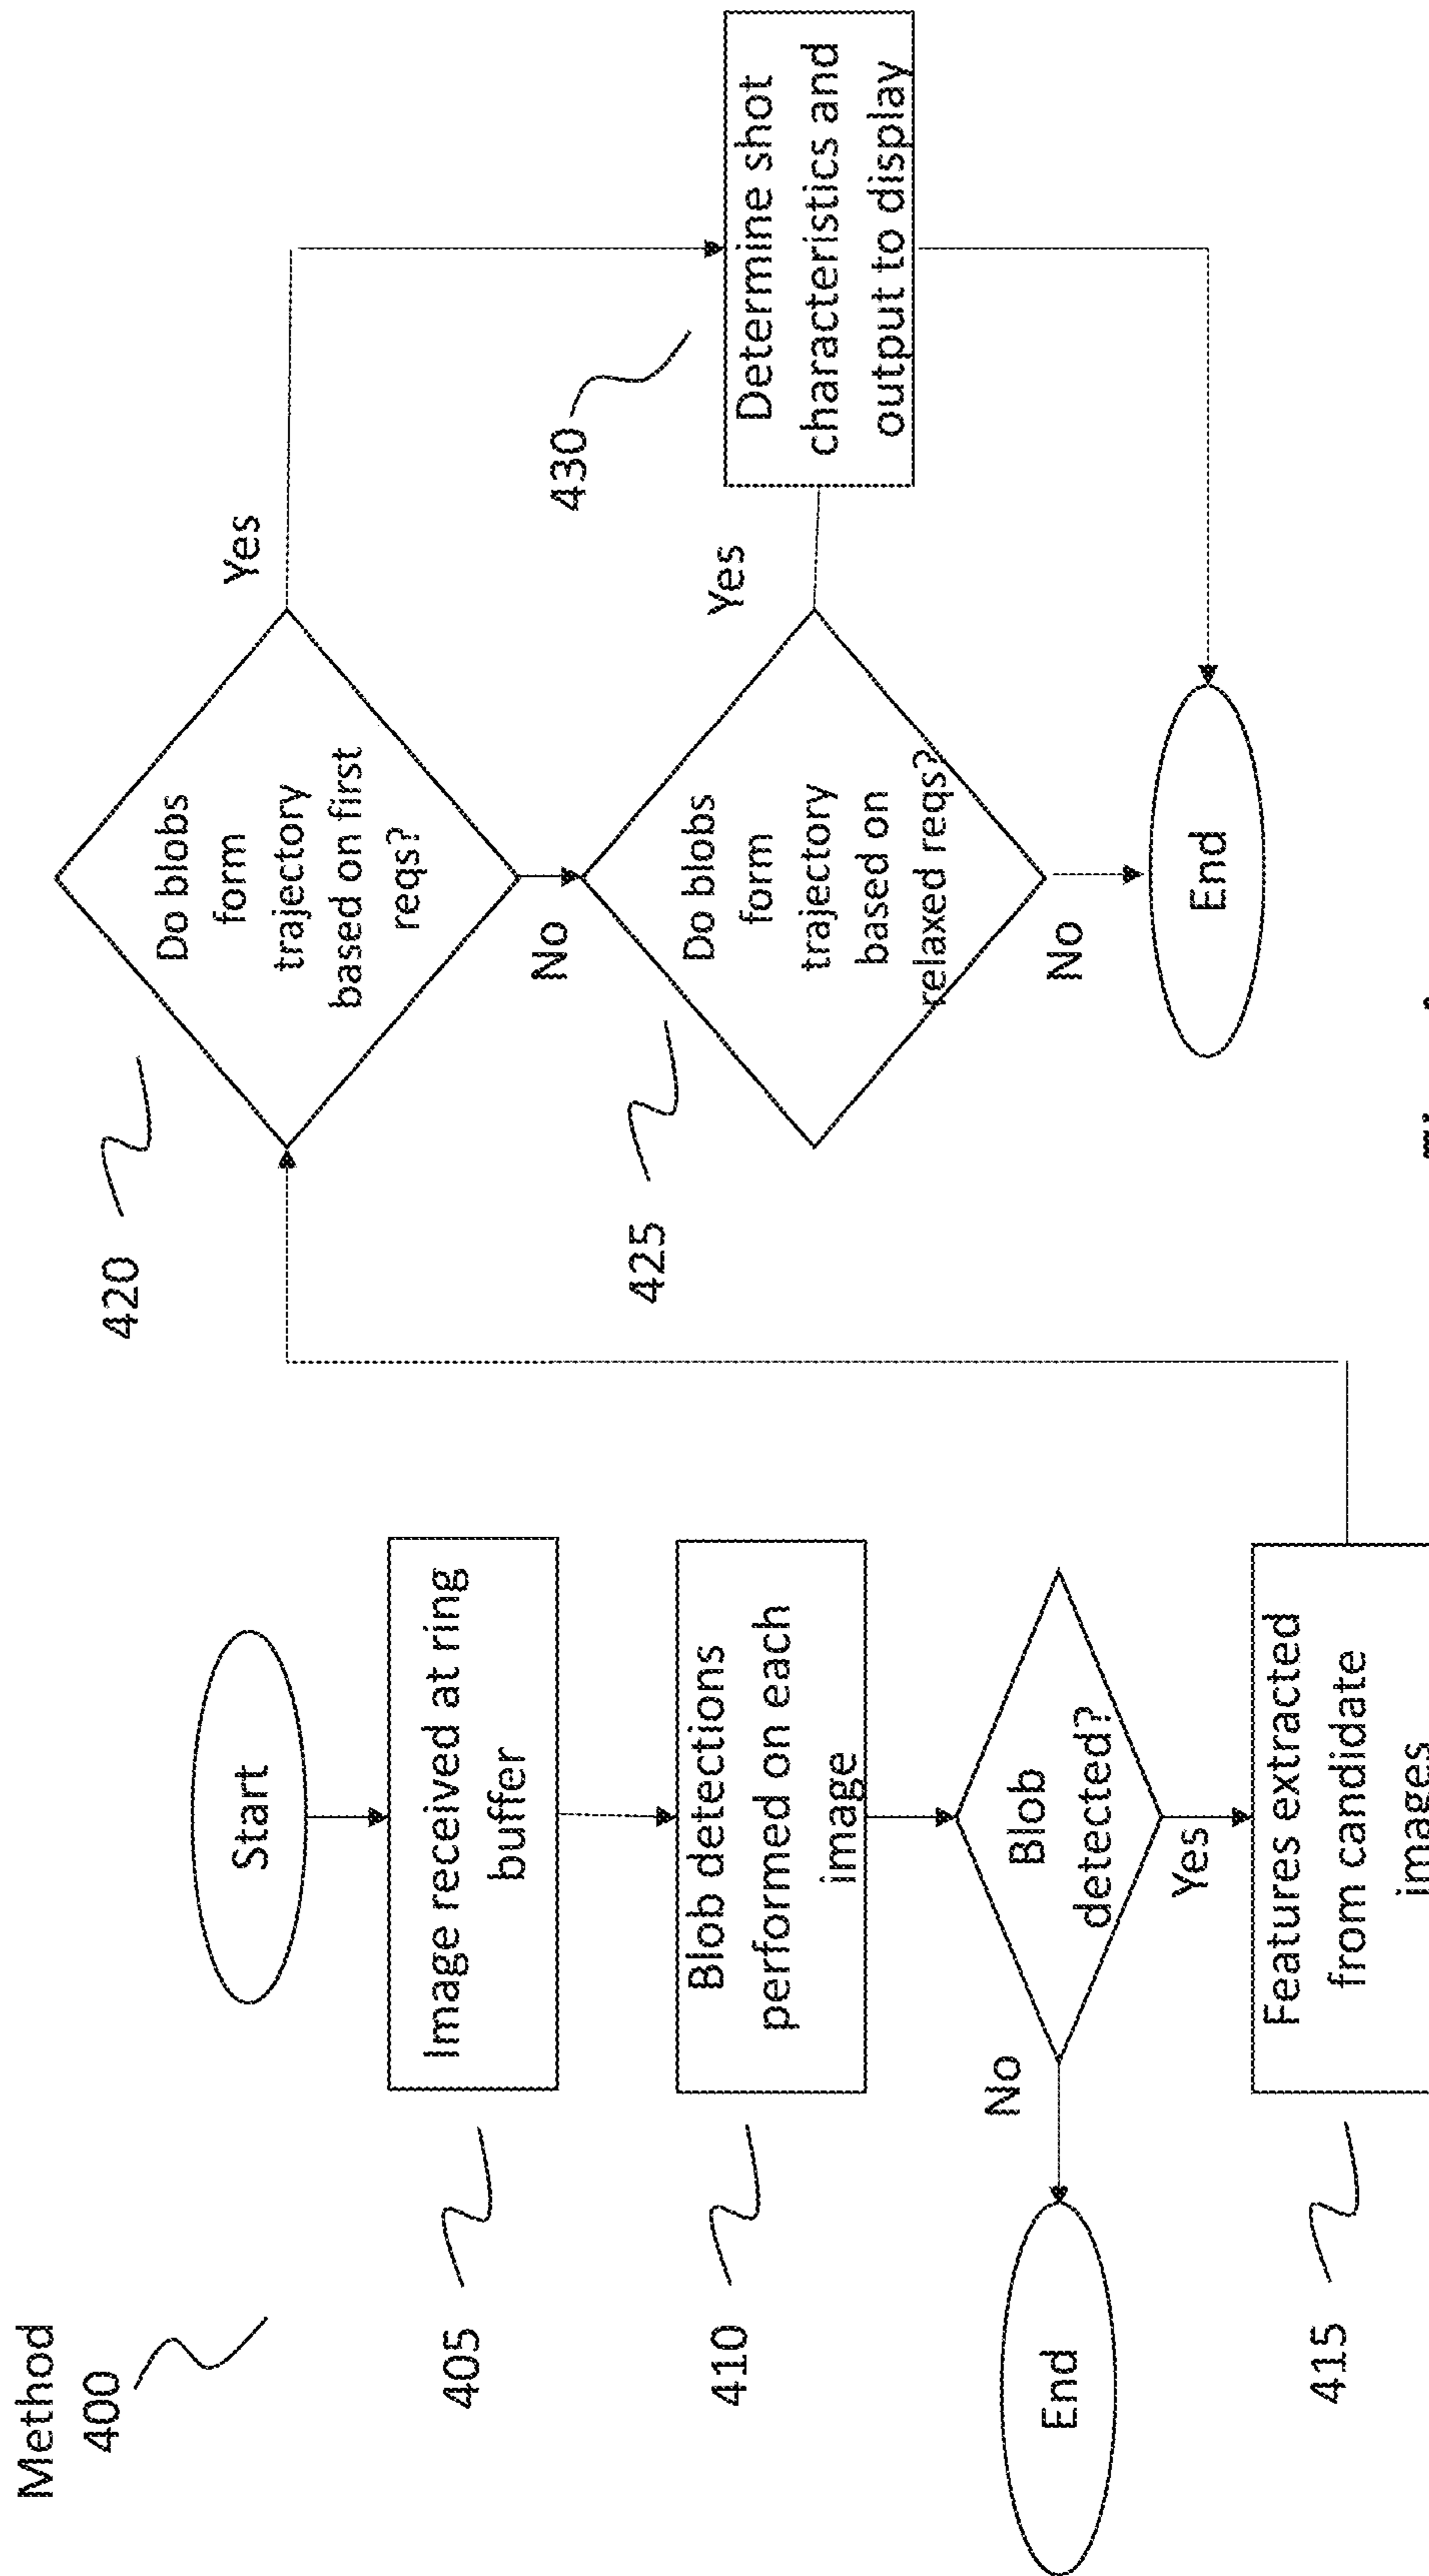 Method
400
Start
405
Image received at ring
buffer
410
Blob detections
performed on each
image
Blob
detected?
No
End
Yes
415
Features extracted
from candidate
images
420
Do blobs
form
trajectory
based on first
reqs?
Yes
No
425
Do blobs
form
trajectory
based on
relaxed reqs?
Yes
No
430
Determine shot
characteristics and
output to display
End